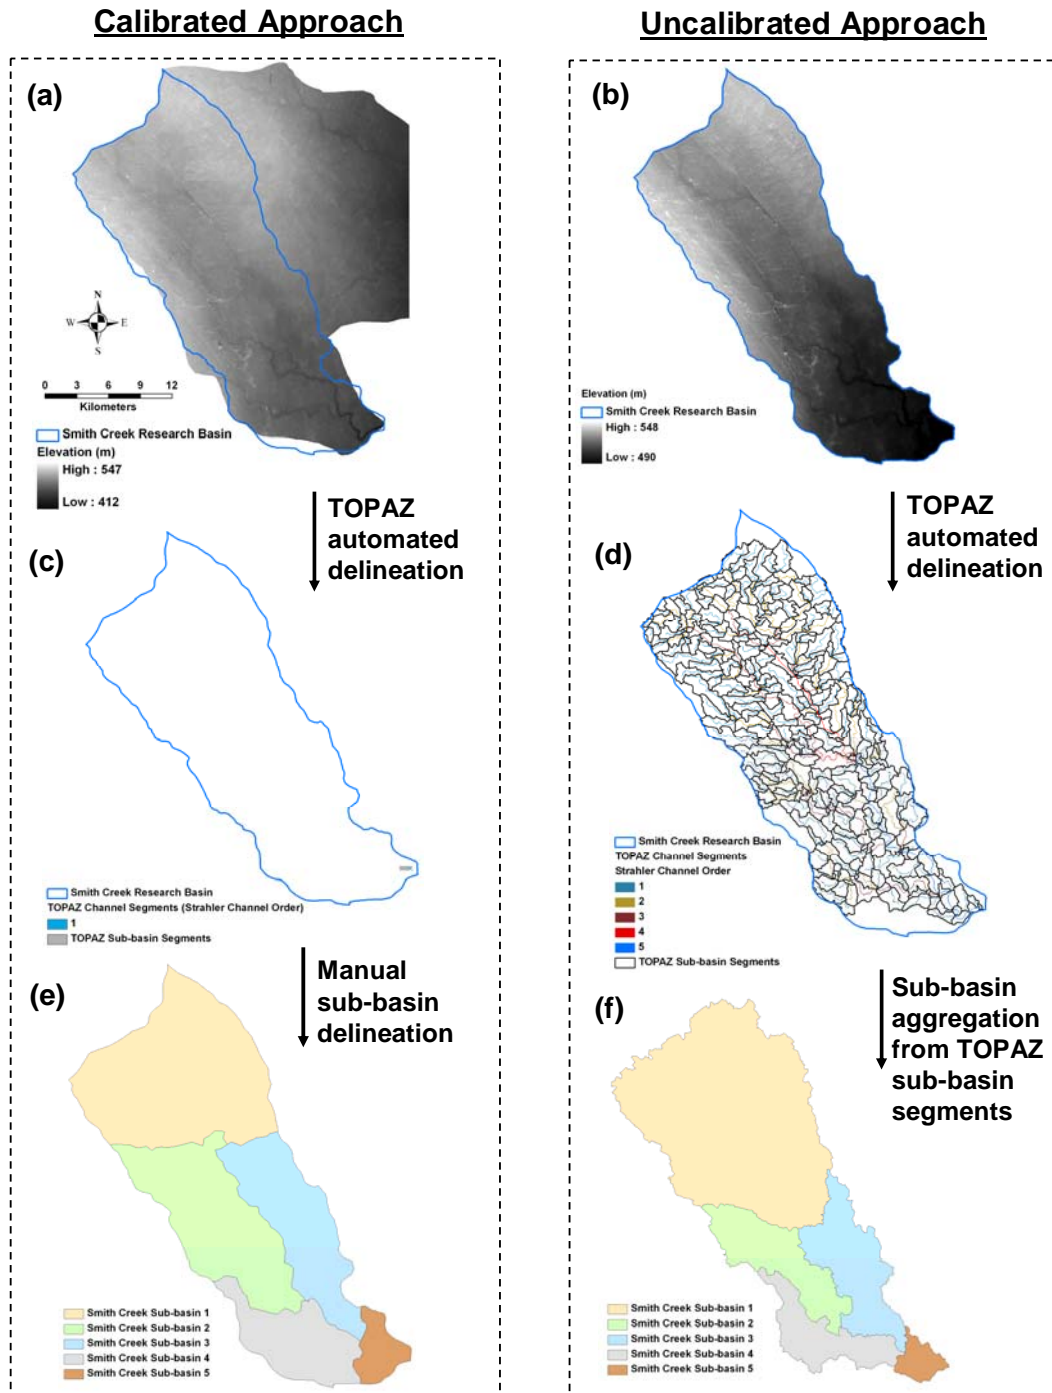 Calibrated Approach
Uncalibrated Approach
(a)
N
W E
S
0 3 6 9 12
Kilometers
Smith Creek Research Basin
Elevation (m)
High : 547
Low : 412
(b)
Elevation (m)
Smith Creek Research Basin
High : 548
Low : 490
TOPAZ
automated
delineation
TOPAZ
automated
delineation
(c)
Smith Creek Research Basin
TOPAZ Channel Segments (Strahler Channel Order)
1
TOPAZ Sub-basin Segments
(d)
Smith Creek Research Basin
TOPAZ Channel Segments
Strahler Channel Order
1
2
3
4
5
TOPAZ Sub-basin Segments
Manual
sub-basin
delineation
Sub-basin
aggregation
from TOPAZ
sub-basin
segments
(e)
Smith Creek Sub-basin 1
Smith Creek Sub-basin 2
Smith Creek Sub-basin 3
Smith Creek Sub-basin 4
Smith Creek Sub-basin 5
(f)
Smith Creek Sub-basin 1
Smith Creek Sub-basin 2
Smith Creek Sub-basin 3
Smith Creek Sub-basin 4
Smith Creek Sub-basin 5